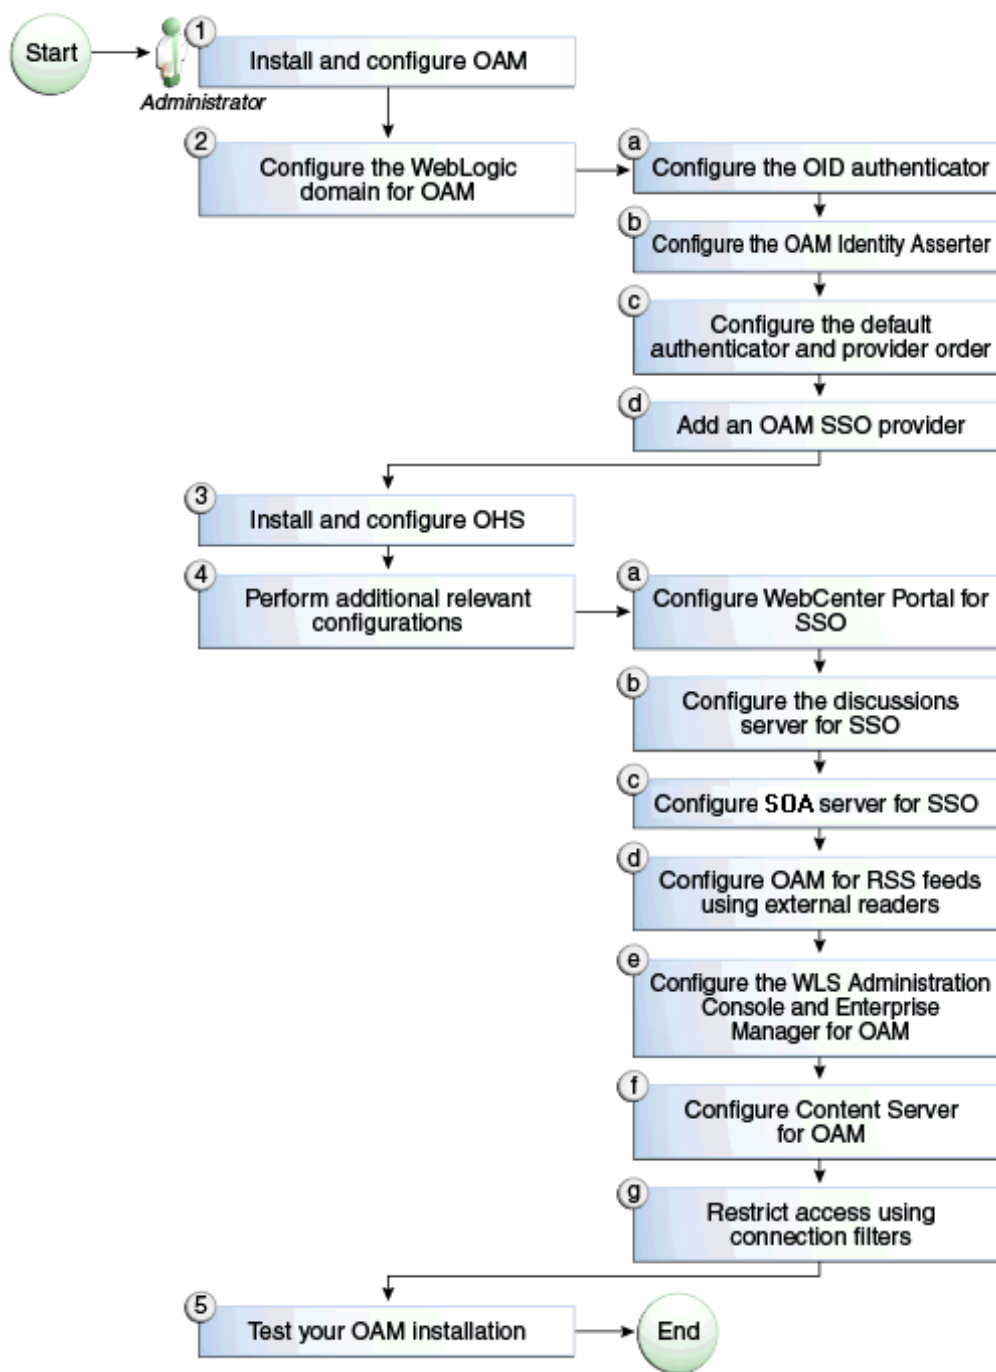 Start
Administrator
1
Install and configure OAM
2
Configure the WebLogic
domain for OAM
a
Configure the OID authenticator
b
Configure the OAM Identity Asserter
c
Configure the default
authenticator and provider order
d
Add an OAM SSO provider
3
Install and configure OHS
4
Perform additional relevant
configurations
a
Configure WebCenter Portal for
SSO
b
Configure the discussions
server for SSO
c
Configure SOA server for SSO
d
Configure OAM for RSS feeds
using external readers
e
Configure the WLS Administration
Console and Enterprise
Manager for OAM
f
Configure Content Server
for OAM
g
Restrict access using
connection filters
5
Test your OAM installation
End